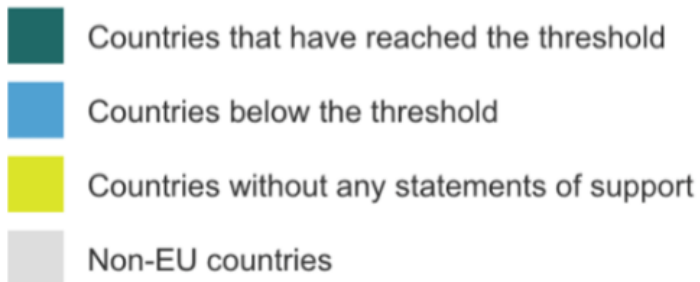 Countries that have reached the threshold
Countries below the threshold
Countries without any statements of support
Non-EU countries